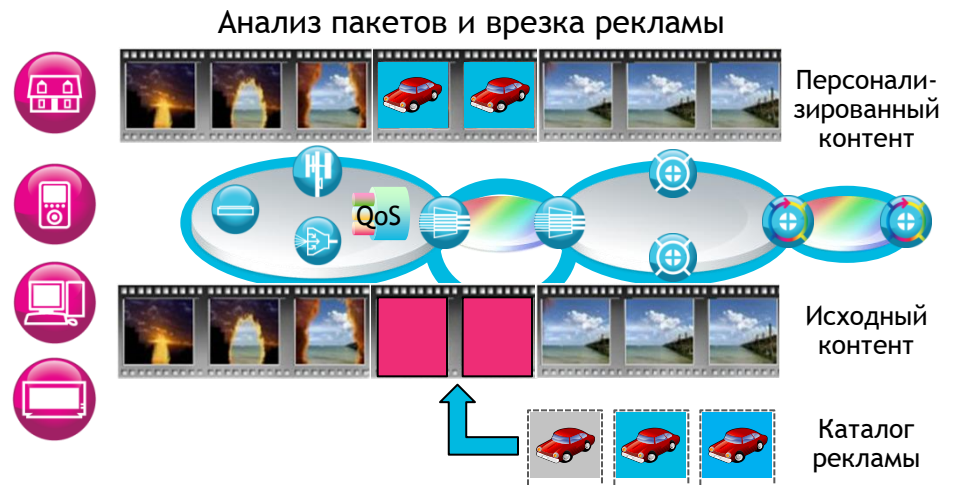 Анализ пакетов и врезка рекламы
Персонали-
зированный
контент
QoS
Исходный
контент
Каталог
рекламы